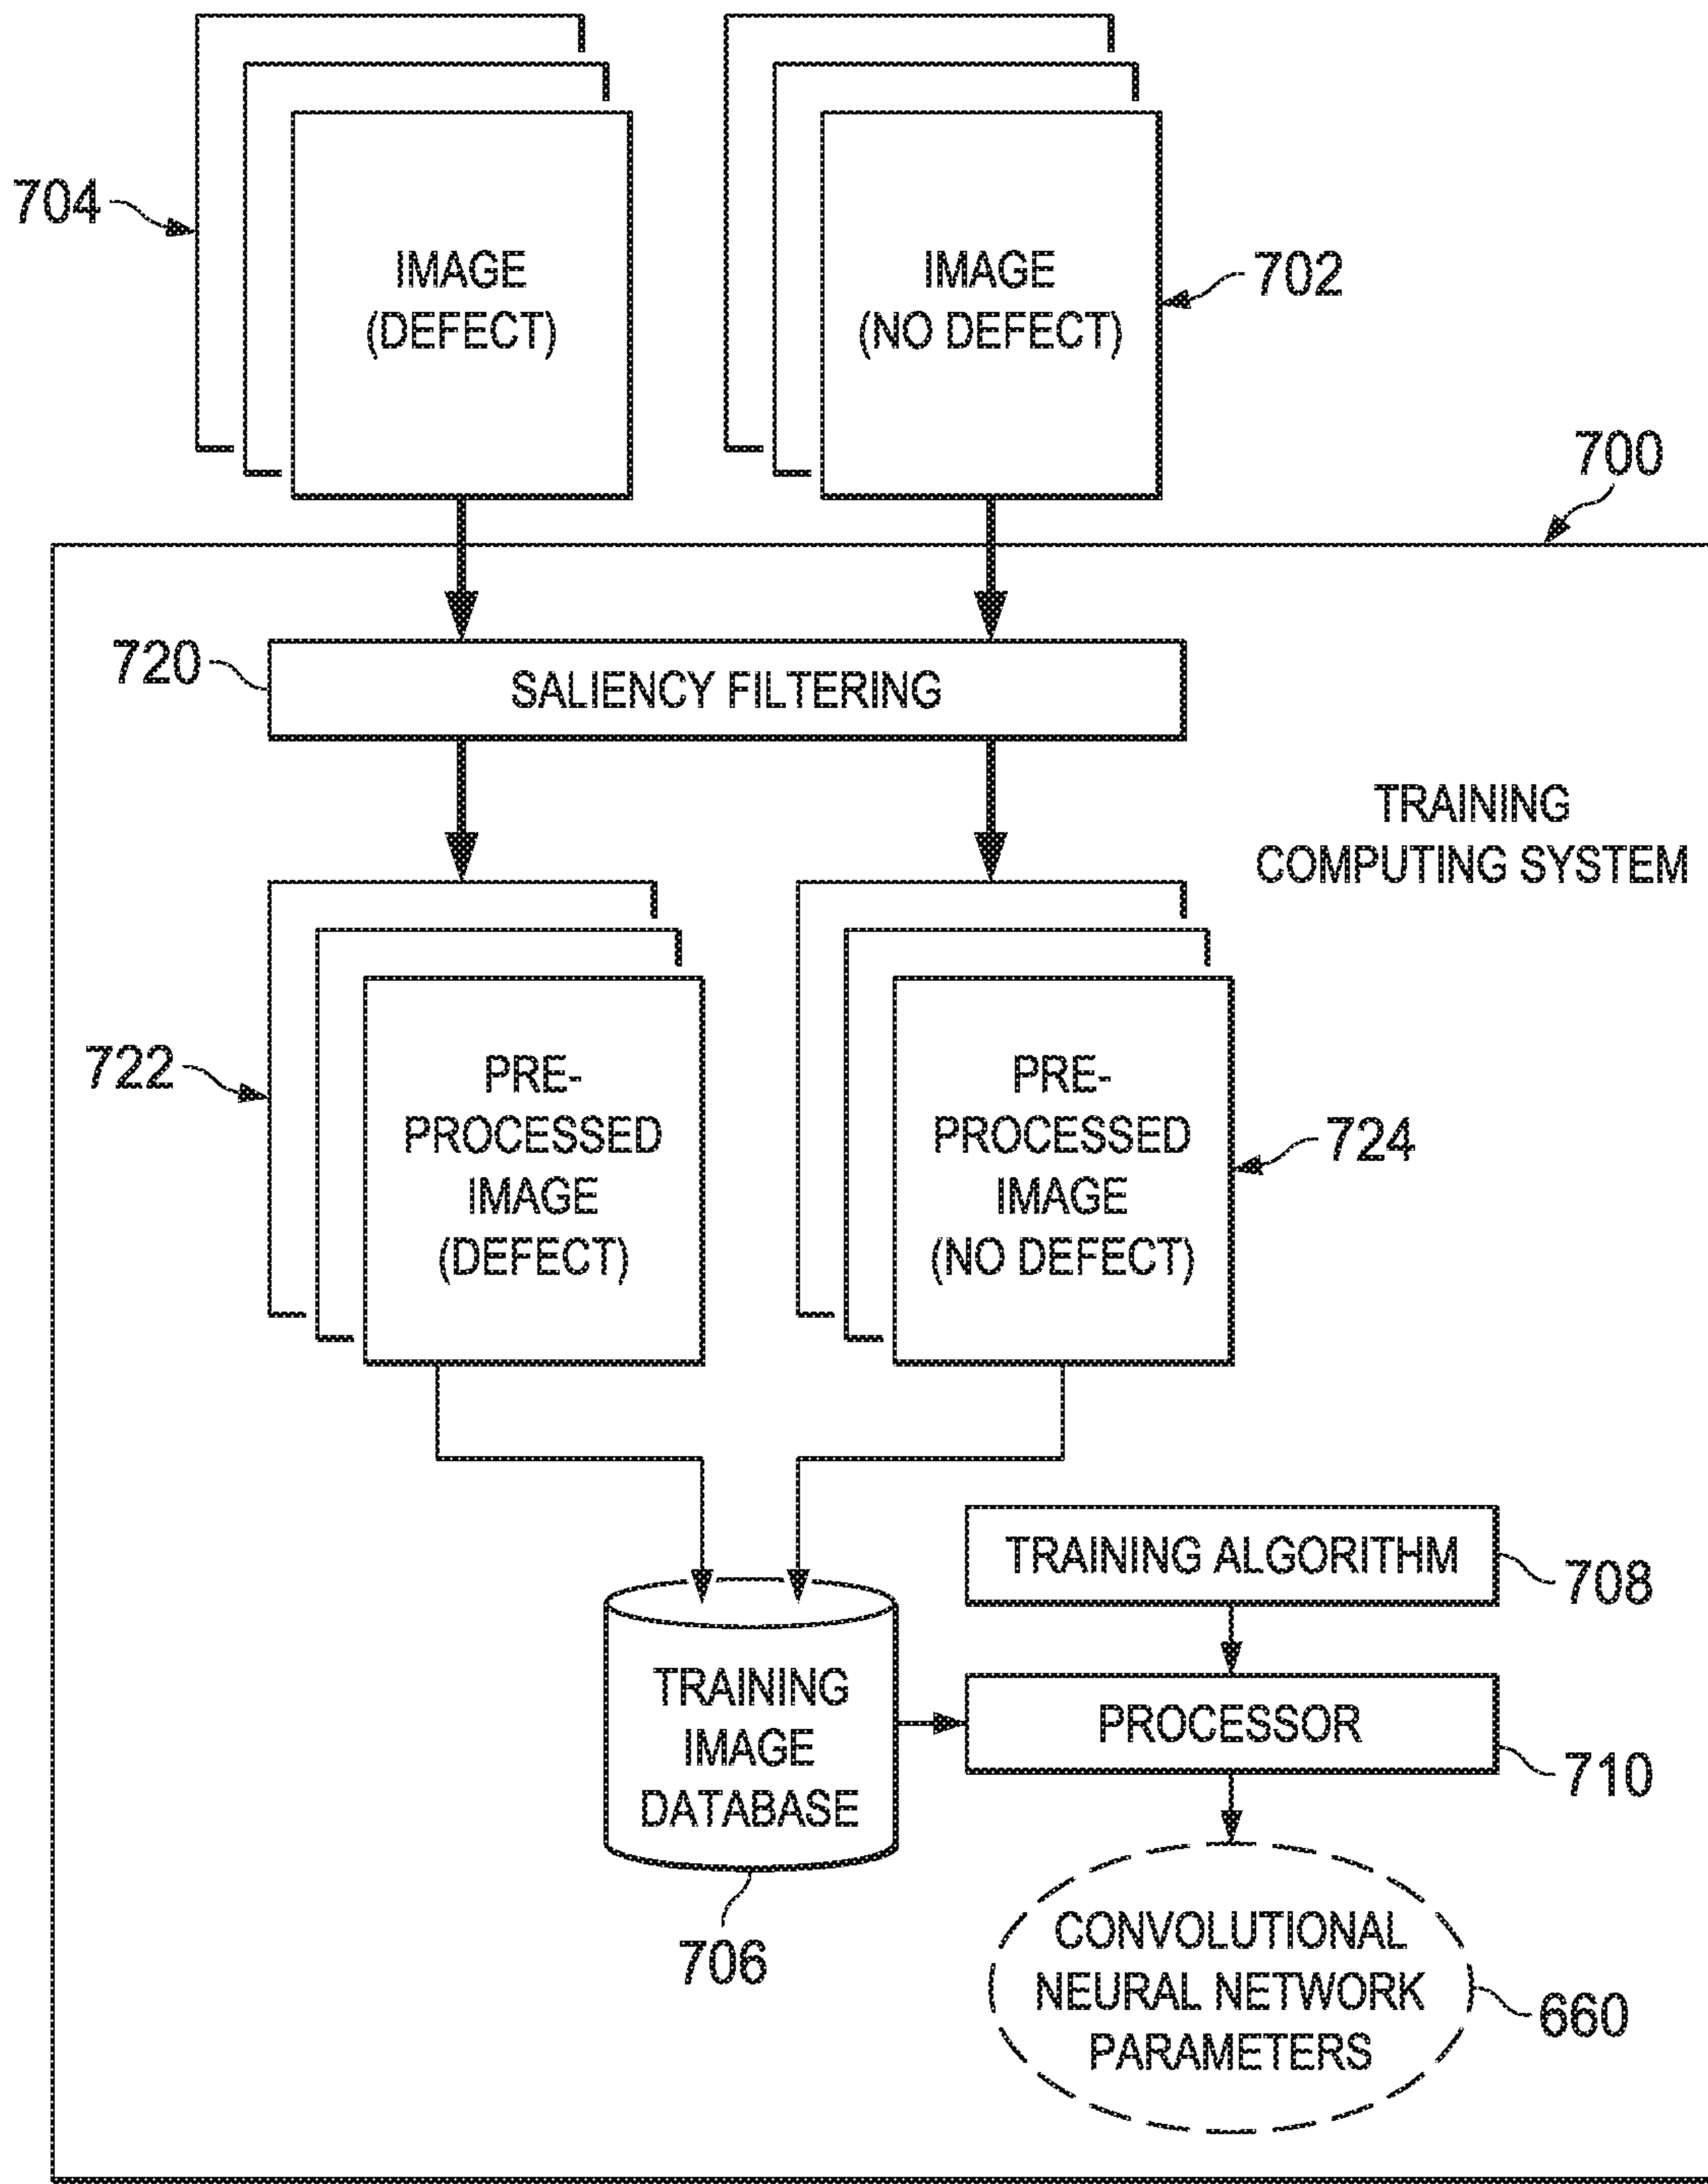 704
IMAGE
(DEFECT)
IMAGE
(NO DEFECT)
702
700
720
SALIENCY FILTERING
TRAINING
COMPUTING SYSTEM
722
PRE-
PROCESSED
IMAGE
(DEFECT)
PRE-
PROCESSED
IMAGE
(NO DEFECT)
724
TRAINING ALGORITHM
708
TRAINING
IMAGE
DATABASE
706
PROCESSOR
710
CONVOLUTIONAL
NEURAL NETWORK
PARAMETERS
660